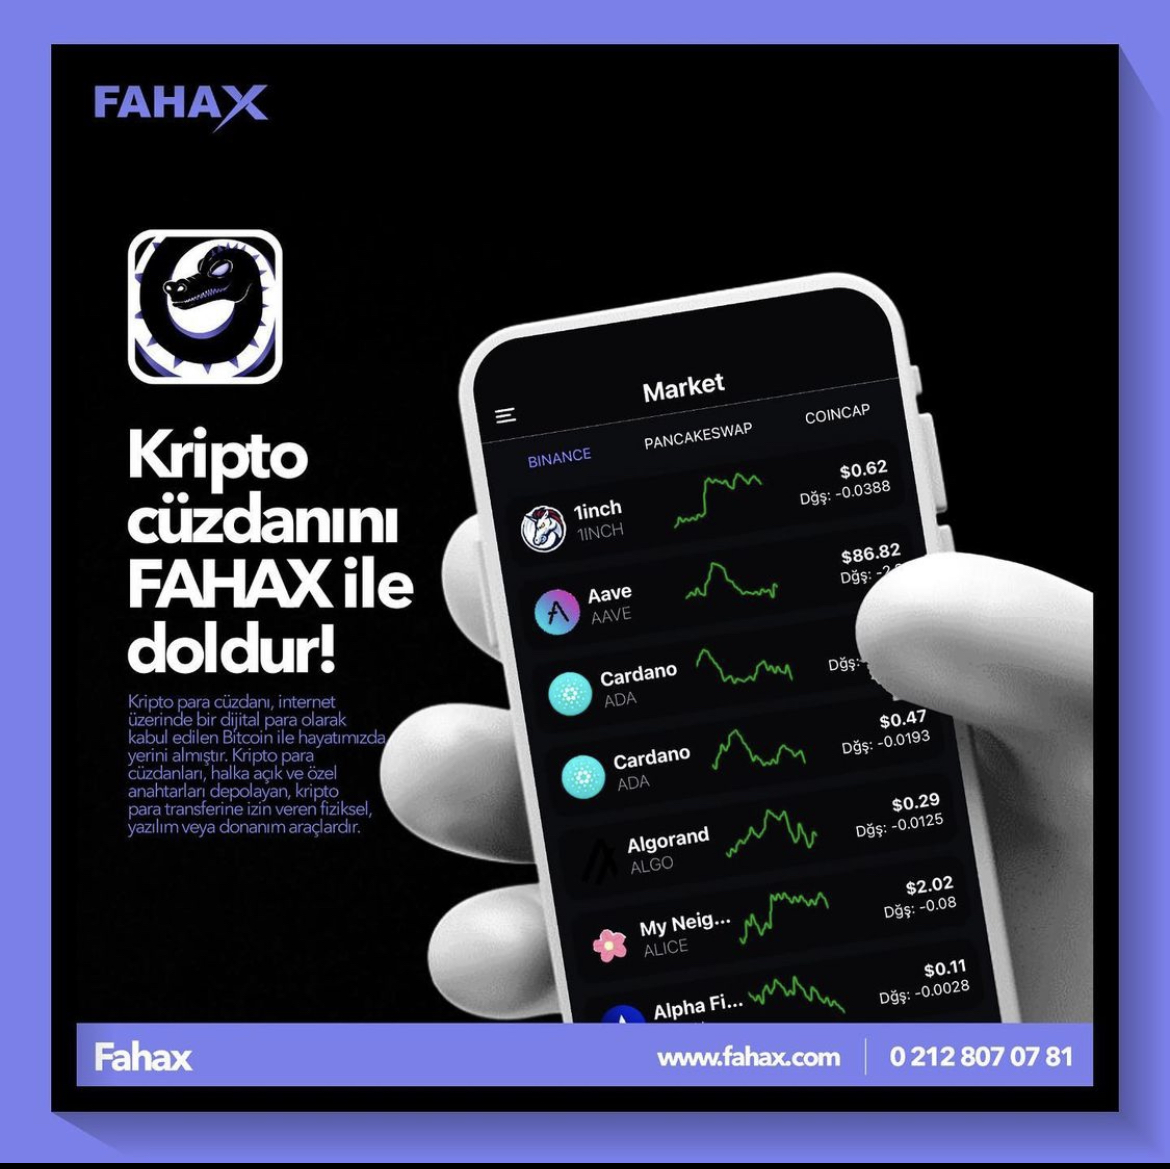 FAHAX
Kripto
cüzdanını
FAHAX ile
doldur!
Kripto para cüzdanı, internet
üzerinde bir dijital para olarak
kabul edilen Bitcoin ile hayatımızda
yerini almıştır. Kripto para
cüzdanları, halka açık ve özel
anahtarları depolayan, kripto
para transferine izin veren fiziksel,
yazılım veya donanım araçlardır.
Market
BINANCE PANCAKESWAP COINCAP
1inch $0.62
1INCH Dğş: -0.0388
Aave $86.82
AAVE Dğş:
Cardano
ADA Dğş:
Cardano $0.47
ADA Dğş: -0.0193
Algorand $0.29
ALGO Dğş: -0.0125
My Neig... $2.02
ALICE Dğş: -0.08
Alpha Fi... $0.11
Dğş: -0.0028
Fahax www.fahax.com 0 212 807 07 81